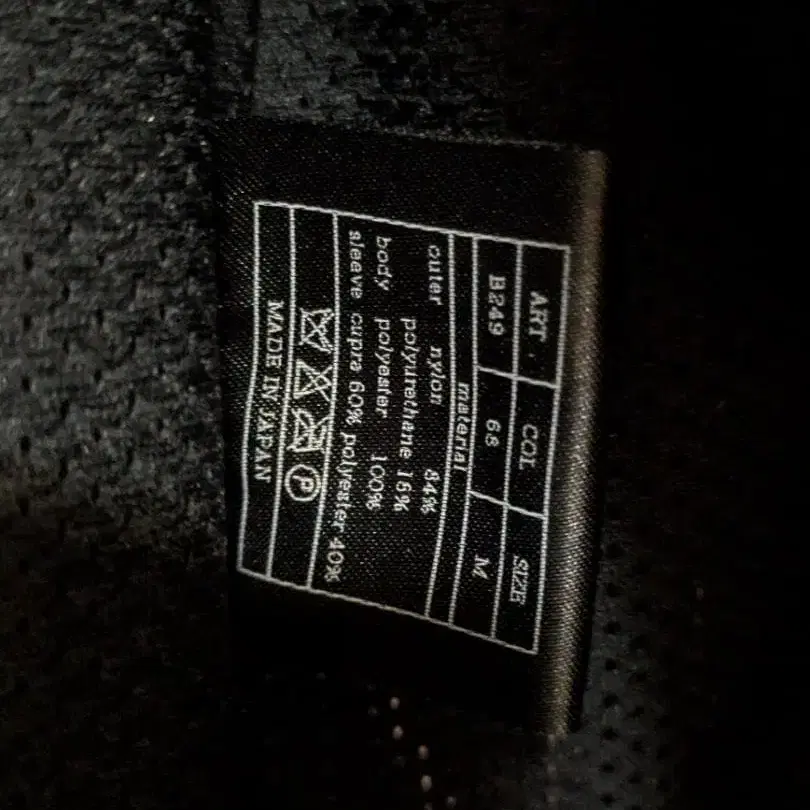 ART. COL SIZE
B249 68 M
material
outer nylon 84%
polyurethane 16%
body polyester 100%
sleeve cupra 60% polyester 40%
P
MADE IN JAPAN